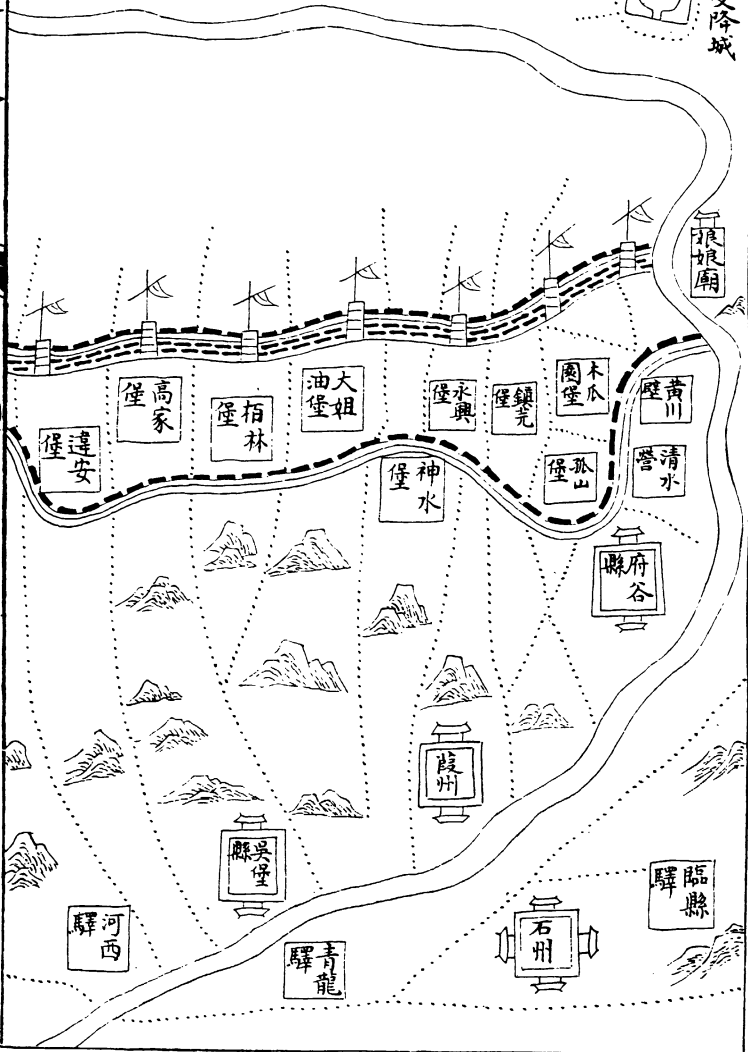 降城
娘娘廟
木瓜
園堡
黃川
壁
大姐
油堡
永興
堡
鎮羌
堡
高家
堡
栢林
堡
違安
堡
清水
營
孤山
堡
神水
堡
府谷
縣
葭州
吳堡
縣
臨縣
驛
石州
河西
驛
青龍
驛